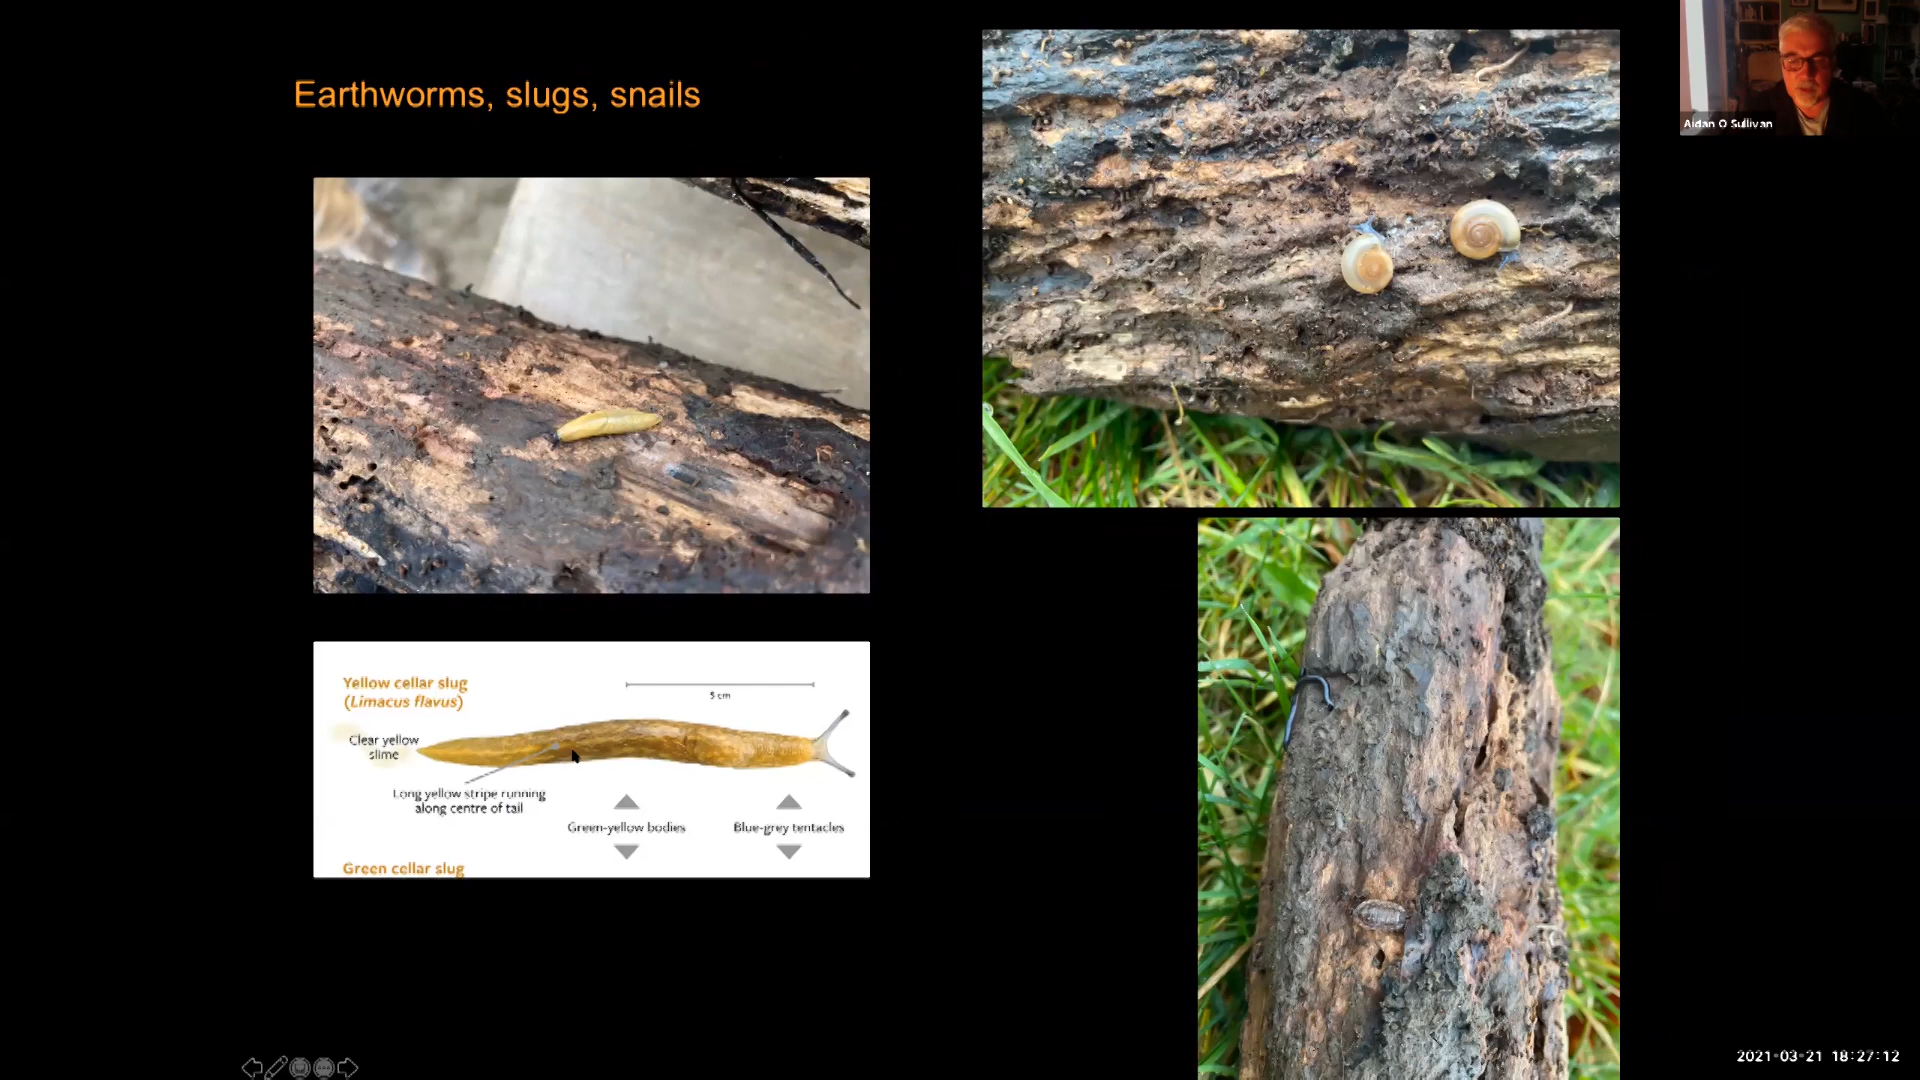 Earthworms, slugs, snails
Aidan O Sullivan
Yellow cellar slug
(Limacus flavus)
5 cm
Clear yellow
slime
Long yellow stripe running
along centre of tail
Green-yellow bodies
Blue-grey tentacles
Green cellar slug
2021-03-21 18:27:12